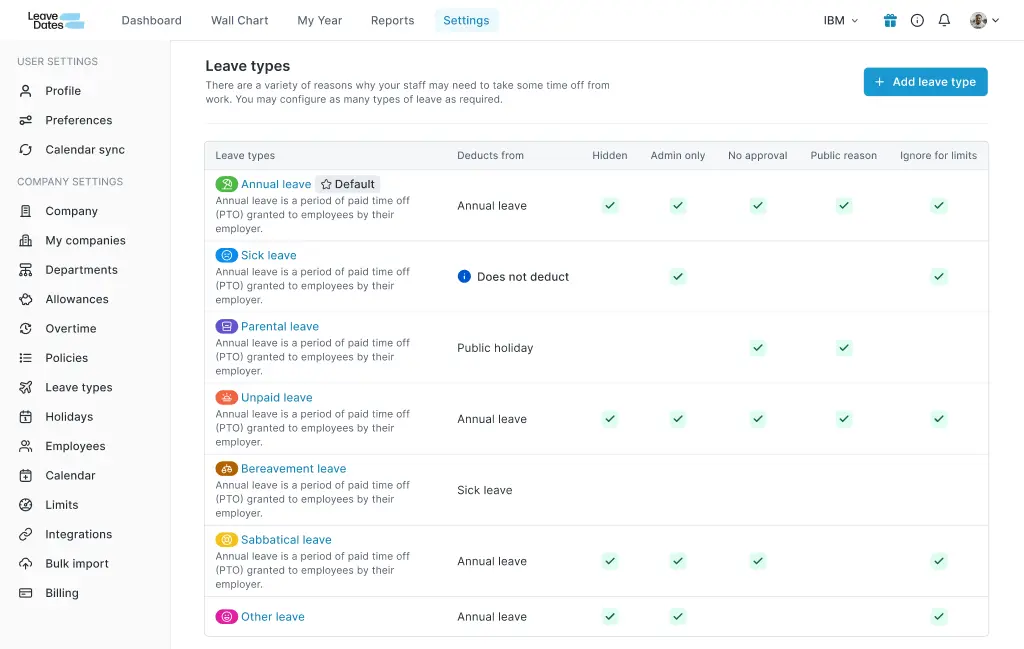 Leave
Dates
Dashboard
Wall Chart
My Year
Reports
Settings
IBM
USER SETTINGS
Profile
Preferences
Calendar sync
COMPANY SETTINGS
Company
My companies
Departments
Allowances
Overtime
Policies
Leave types
Holidays
Employees
Calendar
Limits
Integrations
Bulk import
Billing
Leave types
There are a variety of reasons why your staff may need to take some time off from
work. You may configure as many types of leave as required.
+ Add leave type
Leave types Deducts from Hidden Admin only No approval Public reason Ignore for limits
Annual leave Default
Annual leave is a period of paid time off
(PTO) granted to employees by their
employer.
Annual leave
Sick leave
Annual leave is a period of paid time off
(PTO) granted to employees by their
employer.
Does not deduct
Parental leave
Annual leave is a period of paid time off
(PTO) granted to employees by their
employer.
Public holiday
Unpaid leave
Annual leave is a period of paid time off
(PTO) granted to employees by their
employer.
Annual leave
Bereavement leave
Annual leave is a period of paid time off
(PTO) granted to employees by their
employer.
Sick leave
Sabbatical leave
Annual leave is a period of paid time off
(PTO) granted to employees by their
employer.
Annual leave
Other leave
Annual leave